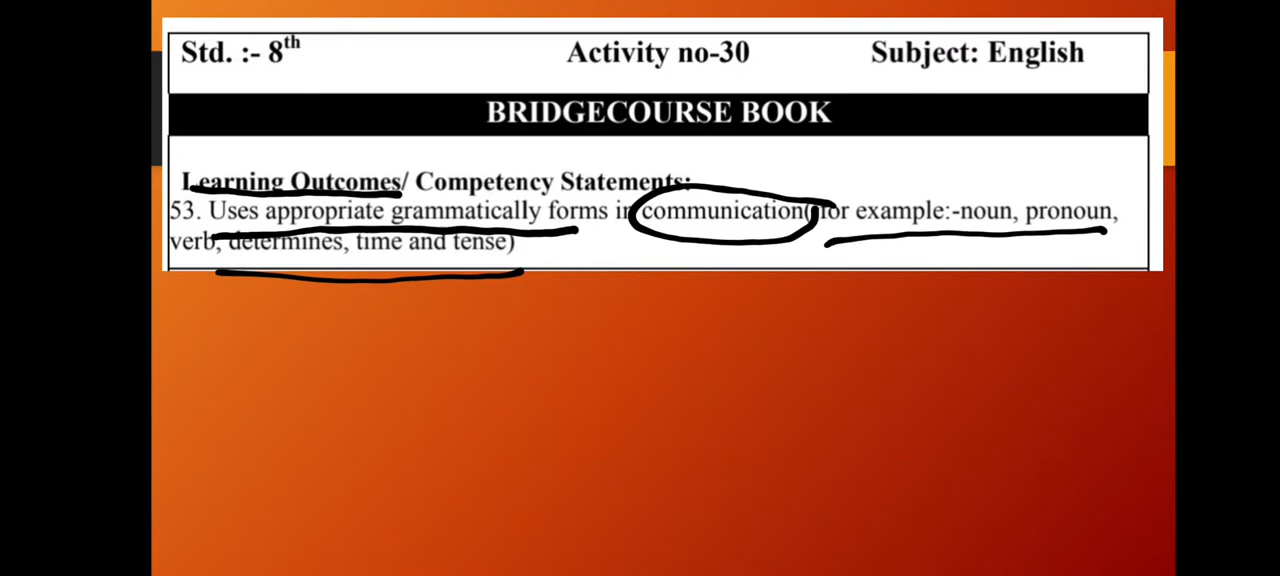 Std. :- 8th Activity no-30 Subject: English
BRIDGECOURSE BOOK
Learning Outcomes/ Competency Statements:
53. Uses appropriate grammatically forms in communication( for example:-noun, pronoun,
verb, determines, time and tense)